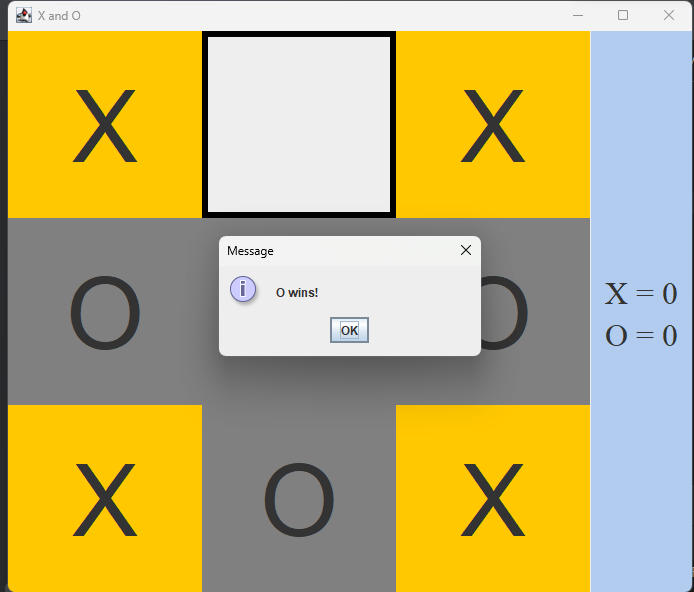 X and O
X X
Message
O wins!
OK
O O
X = 0
O = 0
X O X